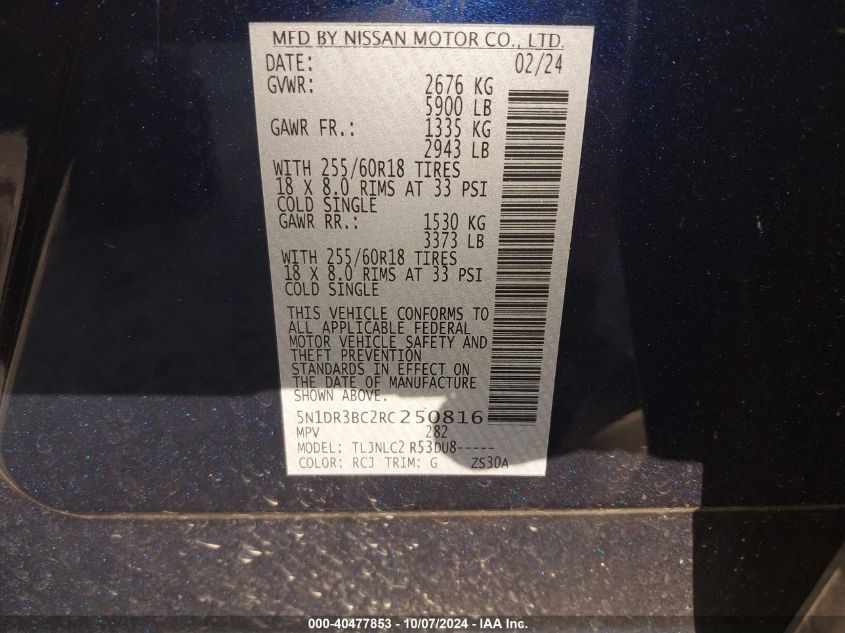 MFD BY NISSAN MOTOR CO., LTD.
DATE: 02/24
GVWR: 2676 KG
5900 LB
GAWR FR.: 1335 KG
2943 LB
WITH 255/60R18 TIRES
18 X 8.0 RIMS AT 33 PSI
COLD SINGLE
GAWR RR.: 1530 KG
3373 LB
WITH 255/60R18 TIRES
18 X 8.0 RIMS AT 33 PSI
COLD SINGLE
THIS VEHICLE CONFORMS TO
ALL APPLICABLE FEDERAL
MOTOR VEHICLE SAFETY AND
THEFT PREVENTION
STANDARDS IN EFFECT ON
THE DATE OF MANUFACTURE
SHOWN ABOVE.
5N1DR3BC2RC250816
MPV 282
MODEL: TLJNLC2 R53DU8-----
COLOR: RCJ TRIM: G ZS30A
000-40477853 - 10/07/2024 - IAA Inc.